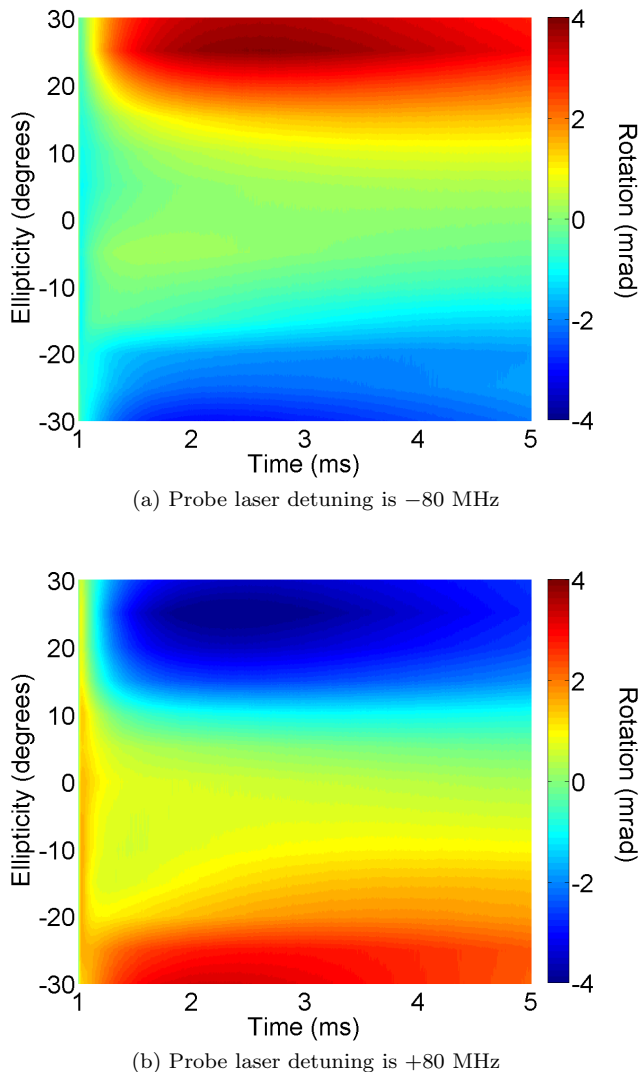 30
20
10
0
-10
-20
-30
Ellipticity (degrees)
1 2 3 4 5
Time (ms)
4
2
0
-2
-4
Rotation (mrad)
(a) Probe laser detuning is −80 MHz
30
20
10
0
-10
-20
-30
Ellipticity (degrees)
1 2 3 4 5
Time (ms)
4
2
0
-2
-4
Rotation (mrad)
(b) Probe laser detuning is +80 MHz